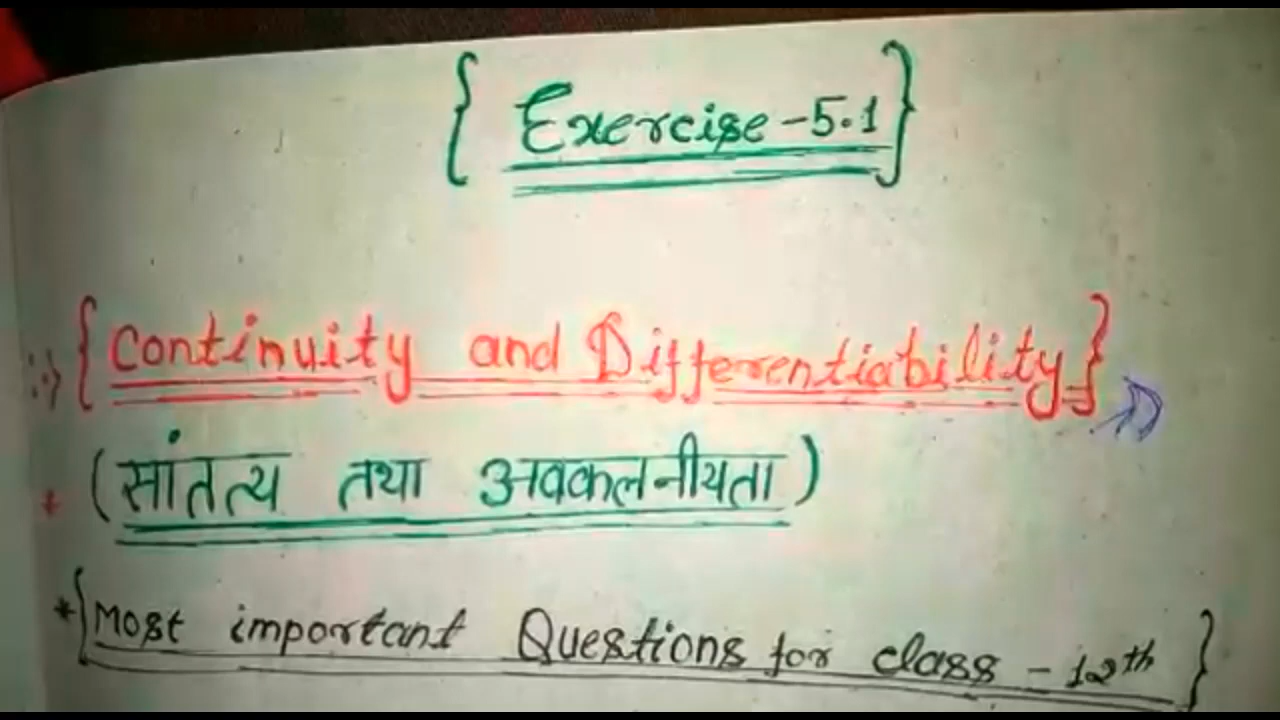 { Exercise - 5.1 }
:→ { Continuity and Differentiability }
* (सांतत्य तथा अवकलनीयता)
* { Most important Questions for class - 12th }